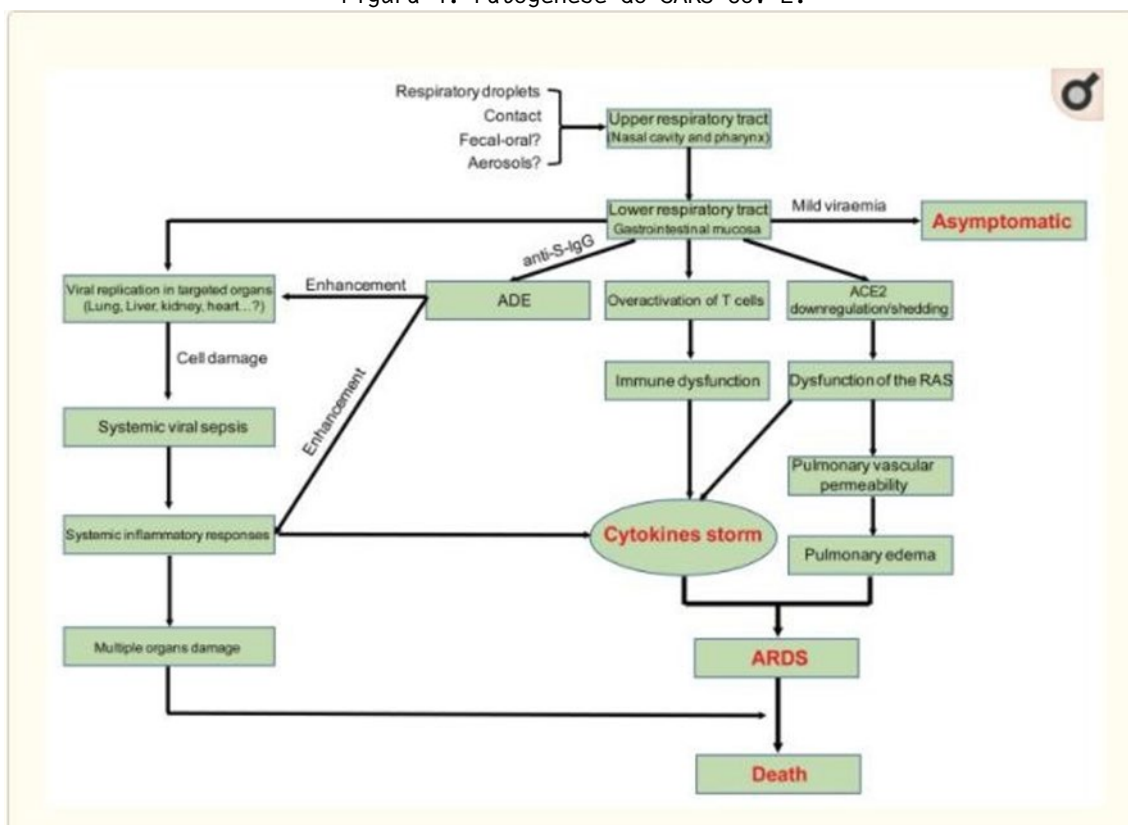 Figura 4. Patogênese do SARS-CoV-2.
Respiratory droplets
Contact
Fecal-oral?
Aerosols?
Upper respiratory tract
(Nasal cavity and pharynx)
Lower respiratory tract
Gastrointestinal mucosa
Mild viraemia
Asymptomatic
anti-S-IgG
Viral replication in targeted organs
(Lung, Liver, kidney, heart...?)
Enhancement
ADE
Overactivation of T cells
ACE2
downregulation/shedding
Cell damage
Enhancement
Immune dysfunction
Dysfunction of the RAS
Systemic viral sepsis
Pulmonary vascular
permeability
Systemic inflammatory responses
Cytokines storm
Pulmonary edema
Multiple organs damage
ARDS
Death